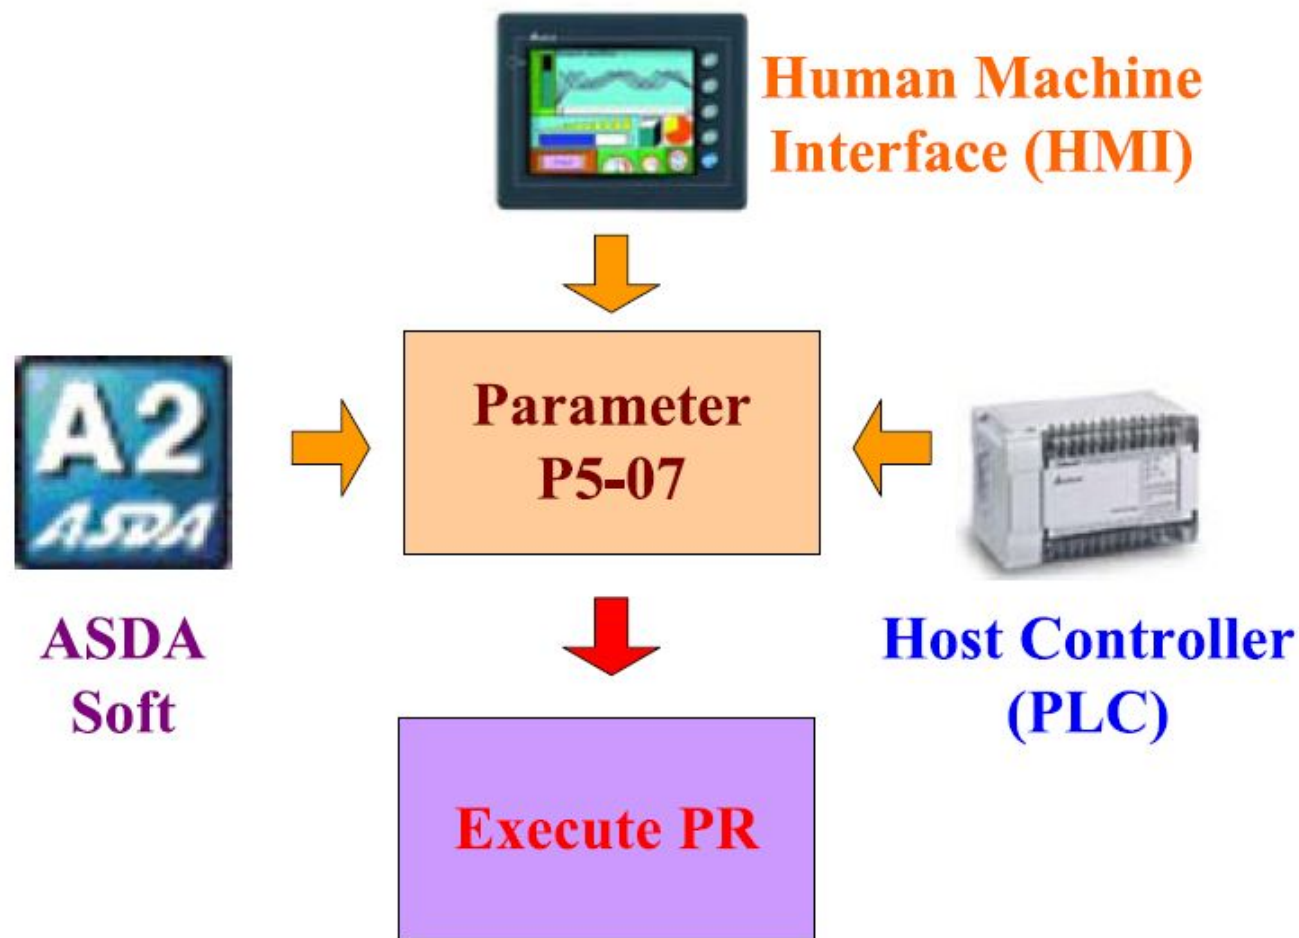 Human Machine
Interface (HMI)
A2
ASDA
Parameter
P5-07
ASDA
Soft
Host Controller
(PLC)
Execute PR